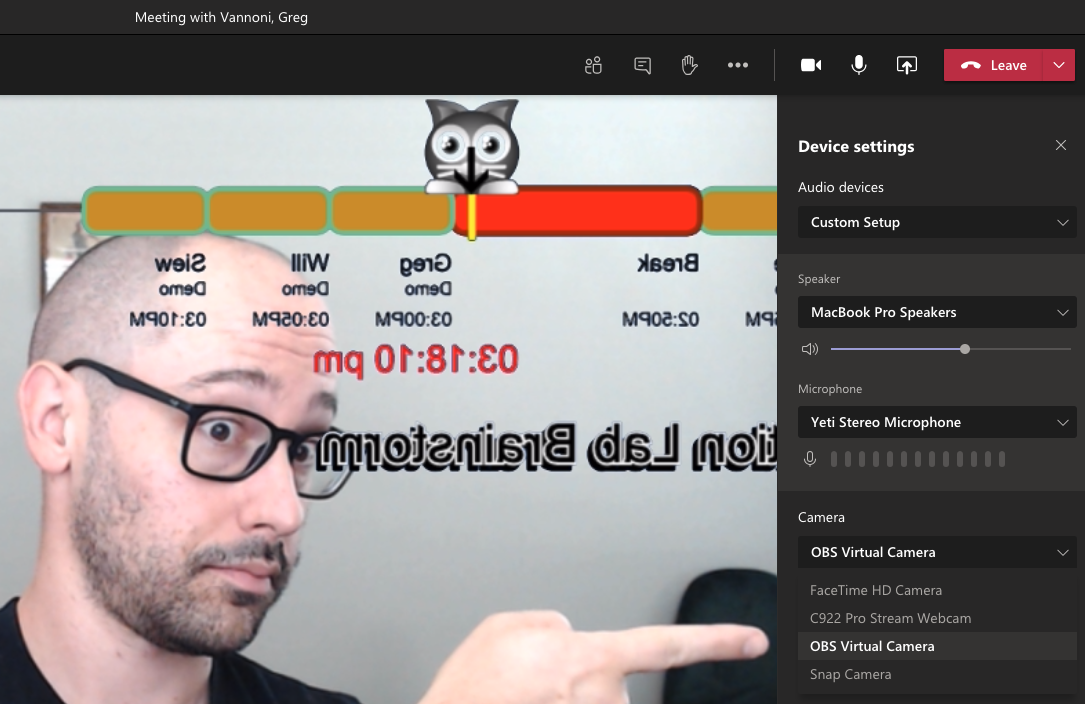 Meeting with Vannoni, Greg
Leave
Device settings
Audio devices
Custom Setup
Speaker
MacBook Pro Speakers
Microphone
Yeti Stereo Microphone
Camera
OBS Virtual Camera
FaceTime HD Camera
C922 Pro Stream Webcam
OBS Virtual Camera
Snap Camera
Siew Will Greg Break
Demo Demo Demo
03:10PM 03:05PM 03:00PM 02:50PM
03:18:10 pm
Lab Brainstorm